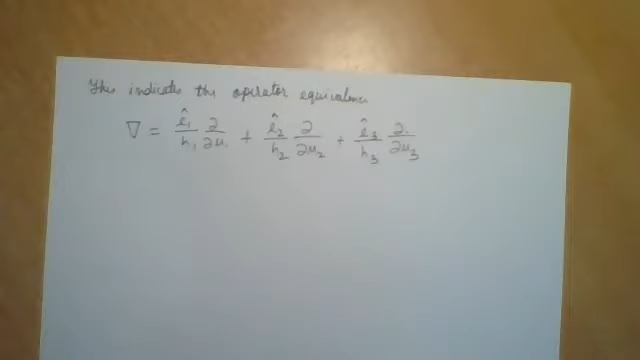 This indicates the operator equivalence
∇ = ê₁/h₁ ∂/∂u₁ + ê₂/h₂ ∂/∂u₂ + ê₃/h₃ ∂/∂u₃